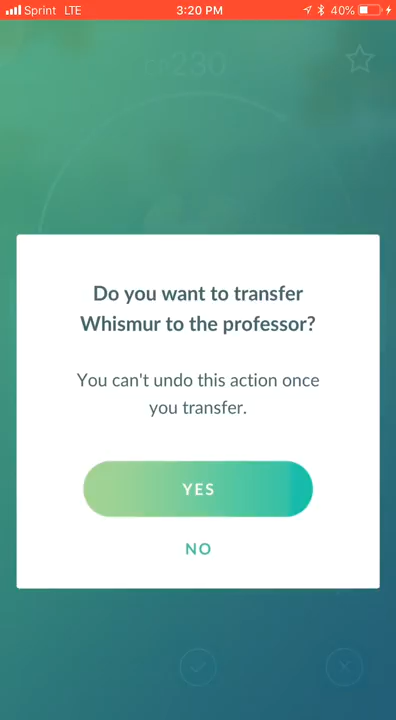 Sprint LTE 3:20 PM 40%
CP230
Do you want to transfer
Whismur to the professor?
You can't undo this action once
you transfer.
YES
NO